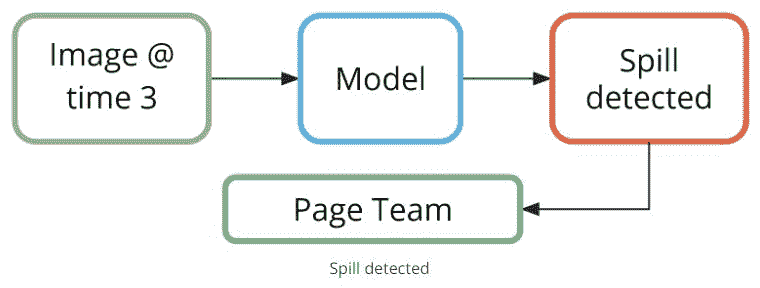 Image @
time 3
Model
Spill
detected
Page Team
Spill detected